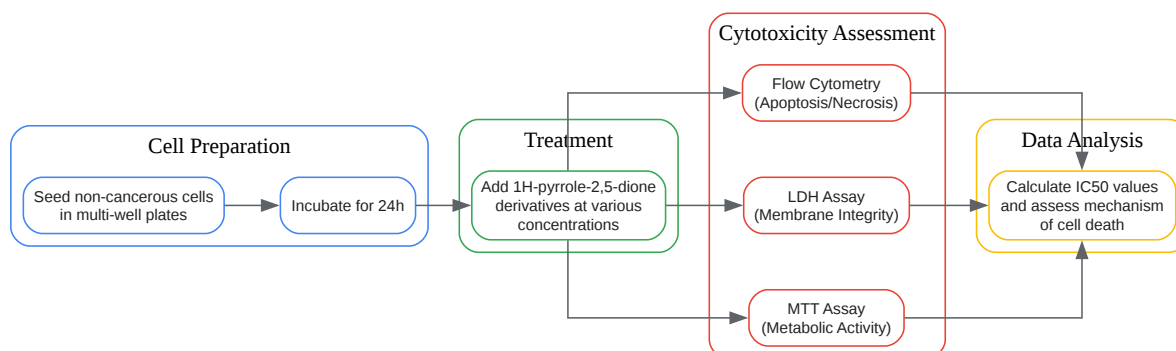 Cell Preparation
Seed non-cancerous cells
in multi-well plates
Incubate for 24h
Treatment
Add 1H-pyrrole-2,5-dione
derivatives at various
concentrations
Cytotoxicity Assessment
Flow Cytometry
(Apoptosis/Necrosis)
LDH Assay
(Membrane Integrity)
MTT Assay
(Metabolic Activity)
Data Analysis
Calculate IC50 values
and assess mechanism
of cell death